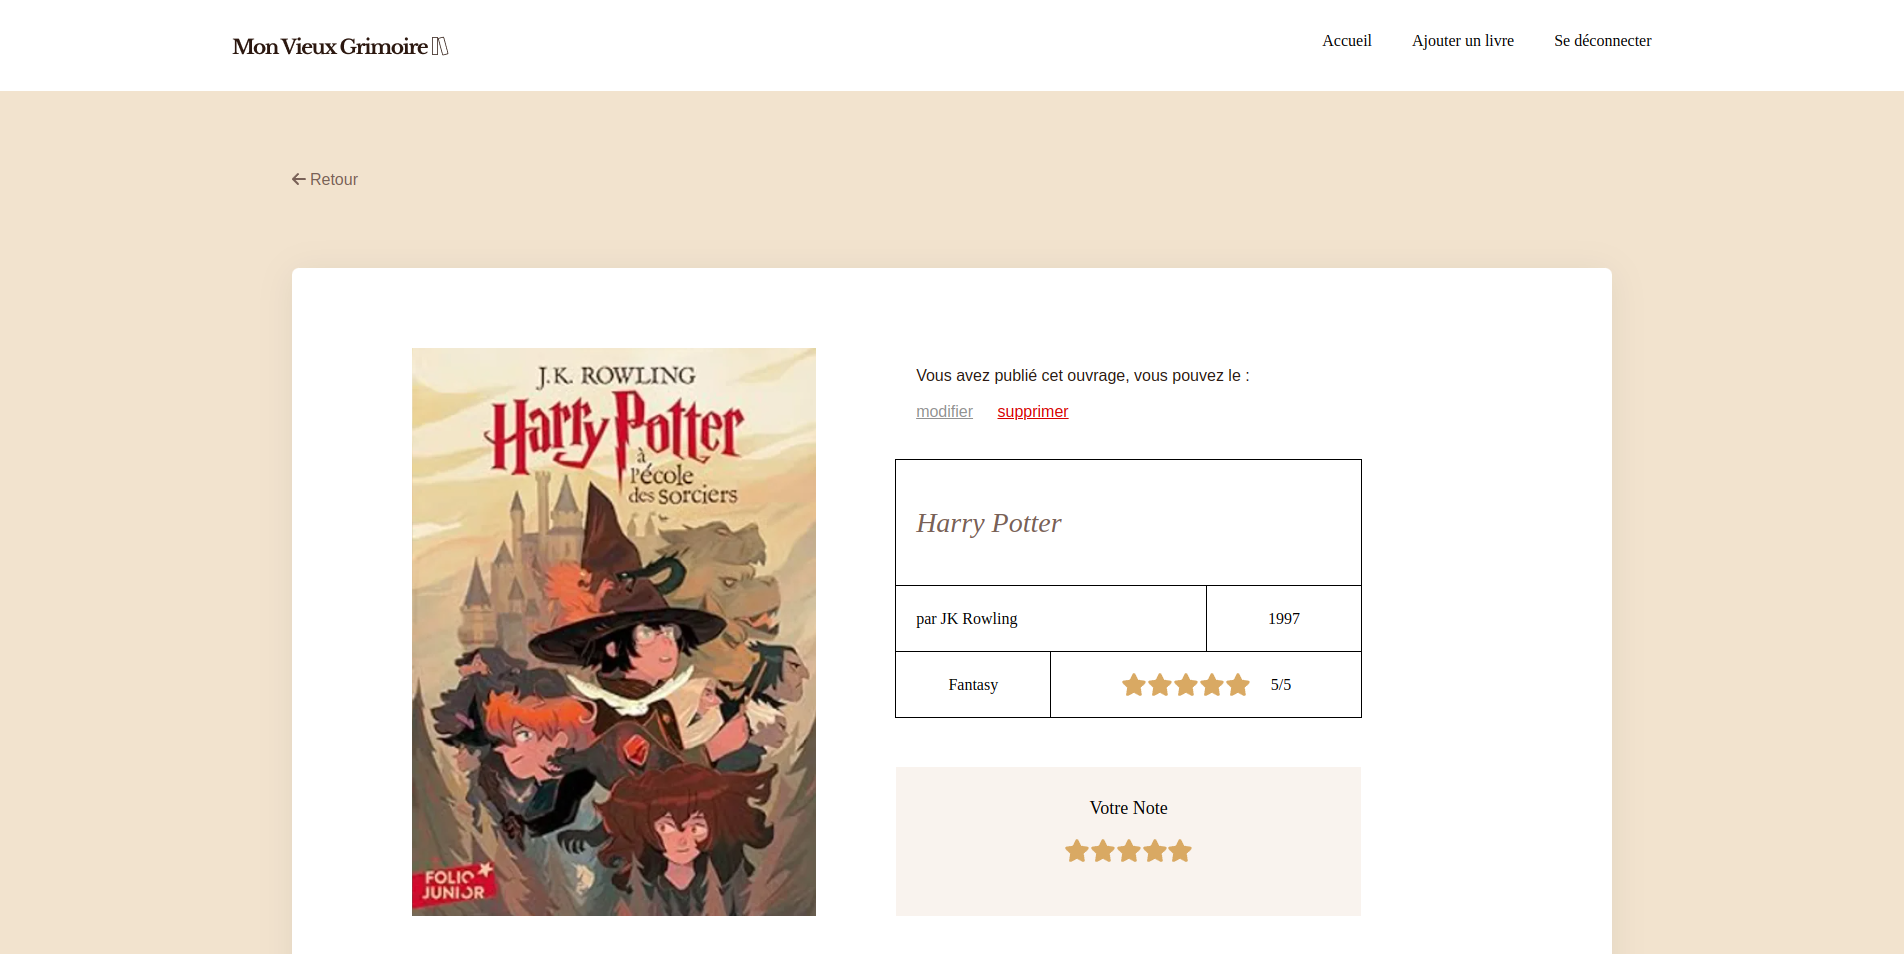 Mon Vieux Grimoire
Accueil Ajouter un livre Se déconnecter
Retour
J.K. ROWLING
Harry Potter
à
l'école
des sorciers
FOLIO
JUNIOR
Vous avez publié cet ouvrage, vous pouvez le :
modifier supprimer
Harry Potter
par JK Rowling 1997
Fantasy 5/5
Votre Note